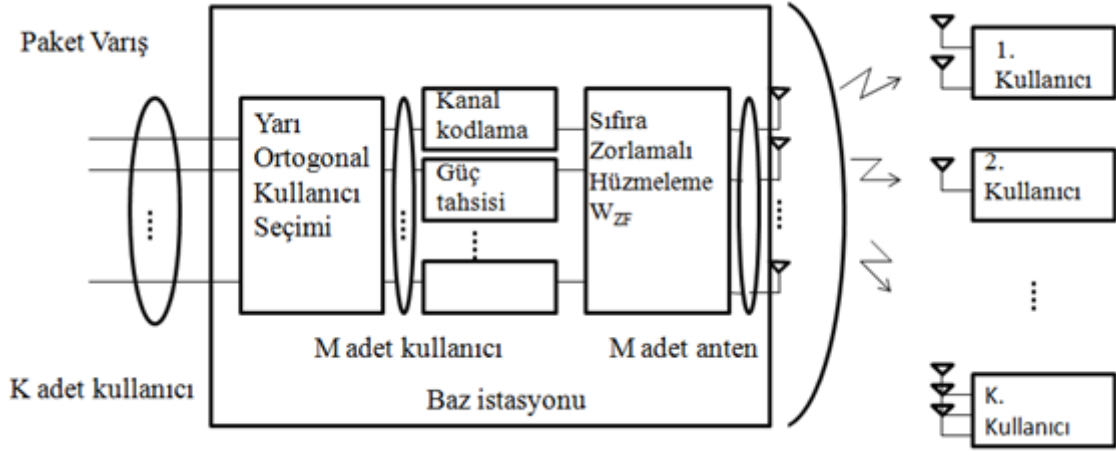 Paket Varış
K adet kullanıcı
Yarı
Ortogonal
Kullanıcı
Seçimi
Kanal
kodlama
Güç
tahsisi
Sıfıra
Zorlamalı
Hüzmeleme
W_ZF
M adet kullanıcı
M adet anten
Baz istasyonu
1.
Kullanıcı
2.
Kullanıcı
K.
Kullanıcı